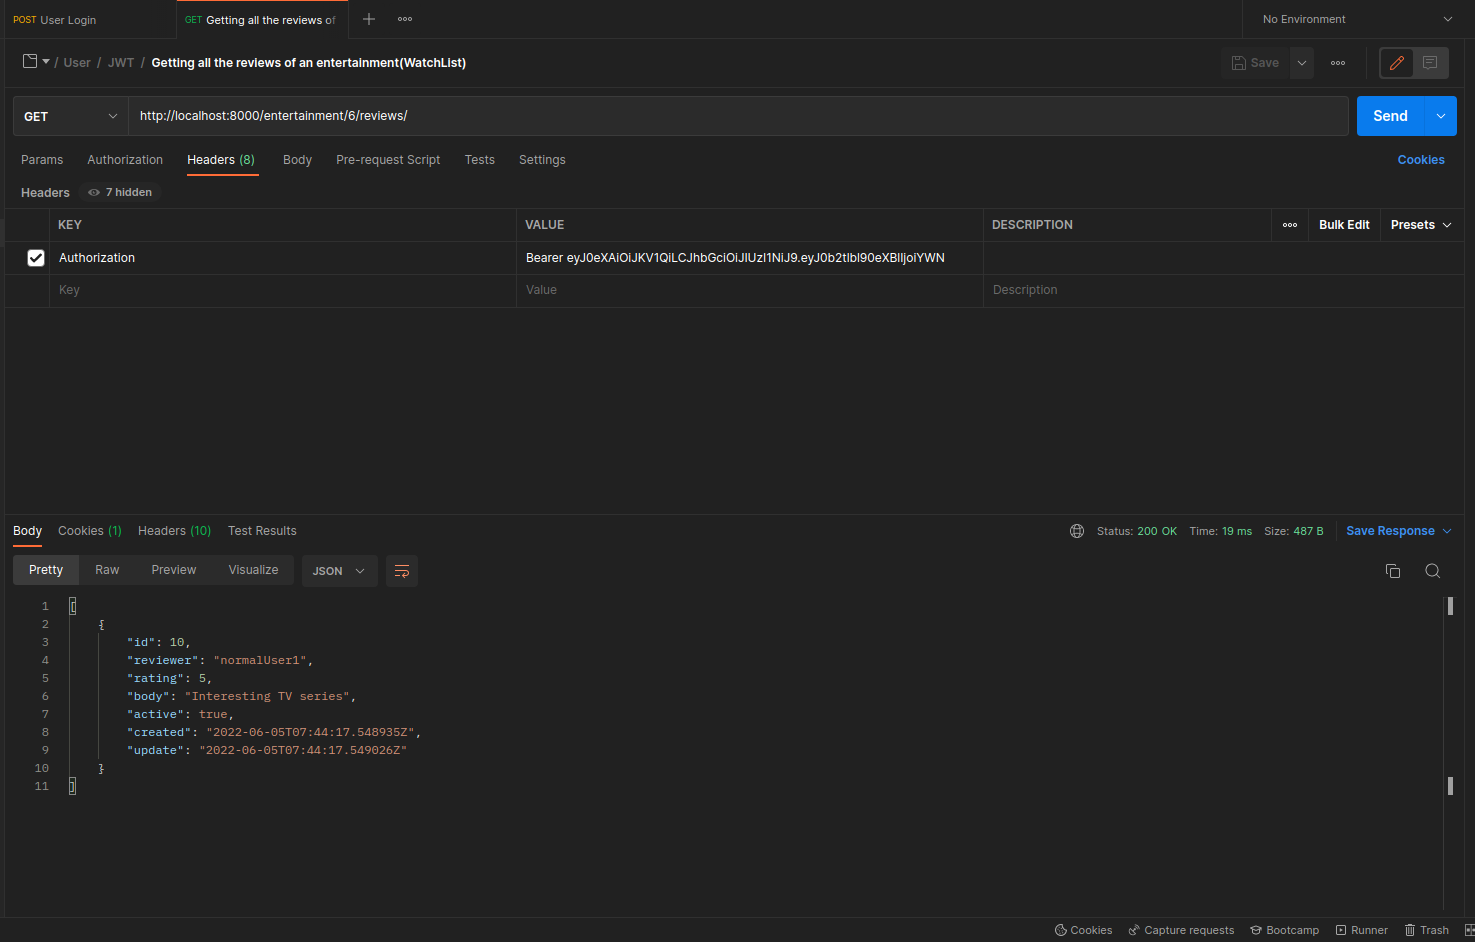 POST User Login
GET Getting all the reviews of
No Environment
/ User / JWT / Getting all the reviews of an entertainment(WatchList)
Save
GET
http://localhost:8000/entertainment/6/reviews/
Send
Params Authorization Headers (8) Body Pre-request Script Tests Settings
Cookies
Headers 7 hidden
KEY VALUE DESCRIPTION Bulk Edit Presets
Authorization Bearer eyJ0eXAiOiJKV1QiLCJhbGciOiJIUzI1NiJ9.eyJ0b2tlbl90eXBlIjoiYWN
Key Value Description
Body Cookies (1) Headers (10) Test Results
Status: 200 OK Time: 19 ms Size: 487 B Save Response
Pretty Raw Preview Visualize JSON
1 [
2 {
3 "id": 10,
4 "reviewer": "normalUser1",
5 "rating": 5,
6 "body": "Interesting TV series",
7 "active": true,
8 "created": "2022-06-05T07:44:17.548935Z",
9 "update": "2022-06-05T07:44:17.549026Z"
10 }
11 ]
Cookies Capture requests Bootcamp Runner Trash